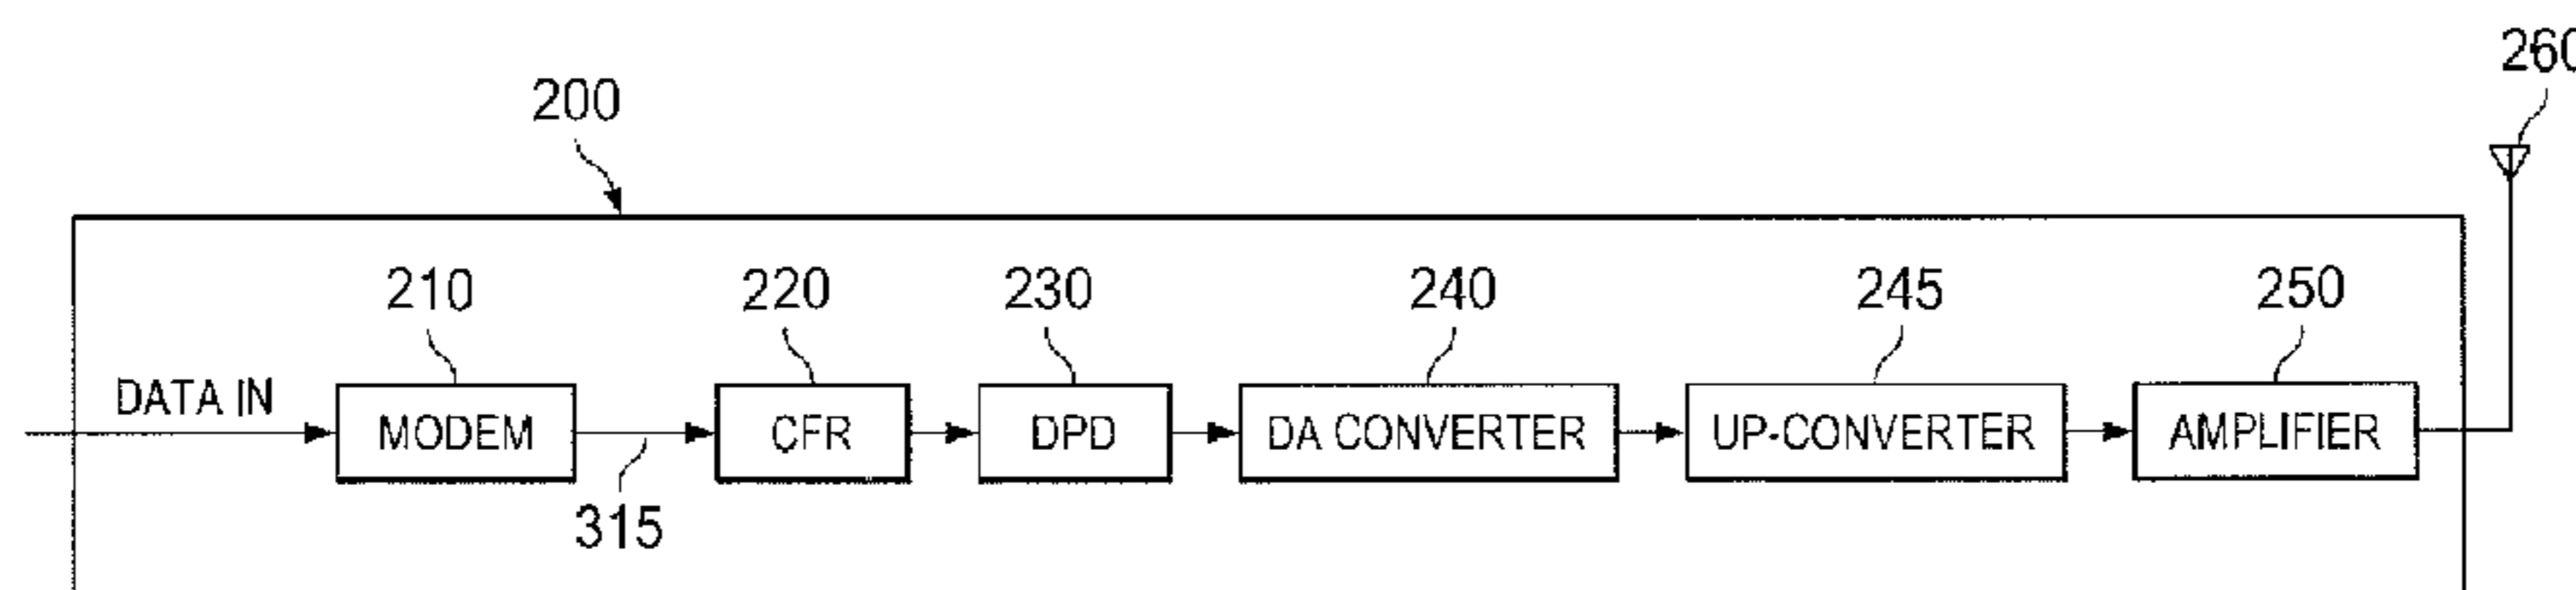 260
200
210
220
230
240
245
250
DATA IN
MODEM
CFR
DPD
DA CONVERTER
UP-CONVERTER
AMPLIFIER
315